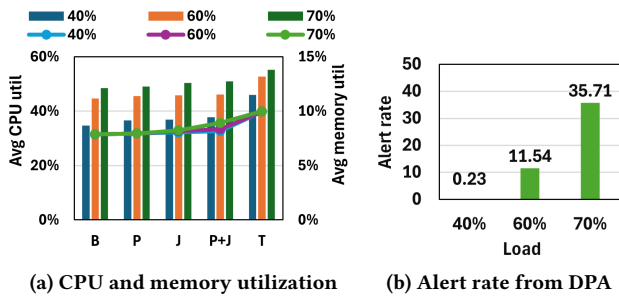 40% 60% 70%
40% 60% 70%
60%
40%
20%
0%
Avg CPU util
15%
10%
5%
0%
Avg memory util
B P J P+J T
(a) CPU and memory utilization
50
40
30
20
10
0
Alert rate
0.23
11.54
35.71
40% 60% 70%
Load
(b) Alert rate from DPA